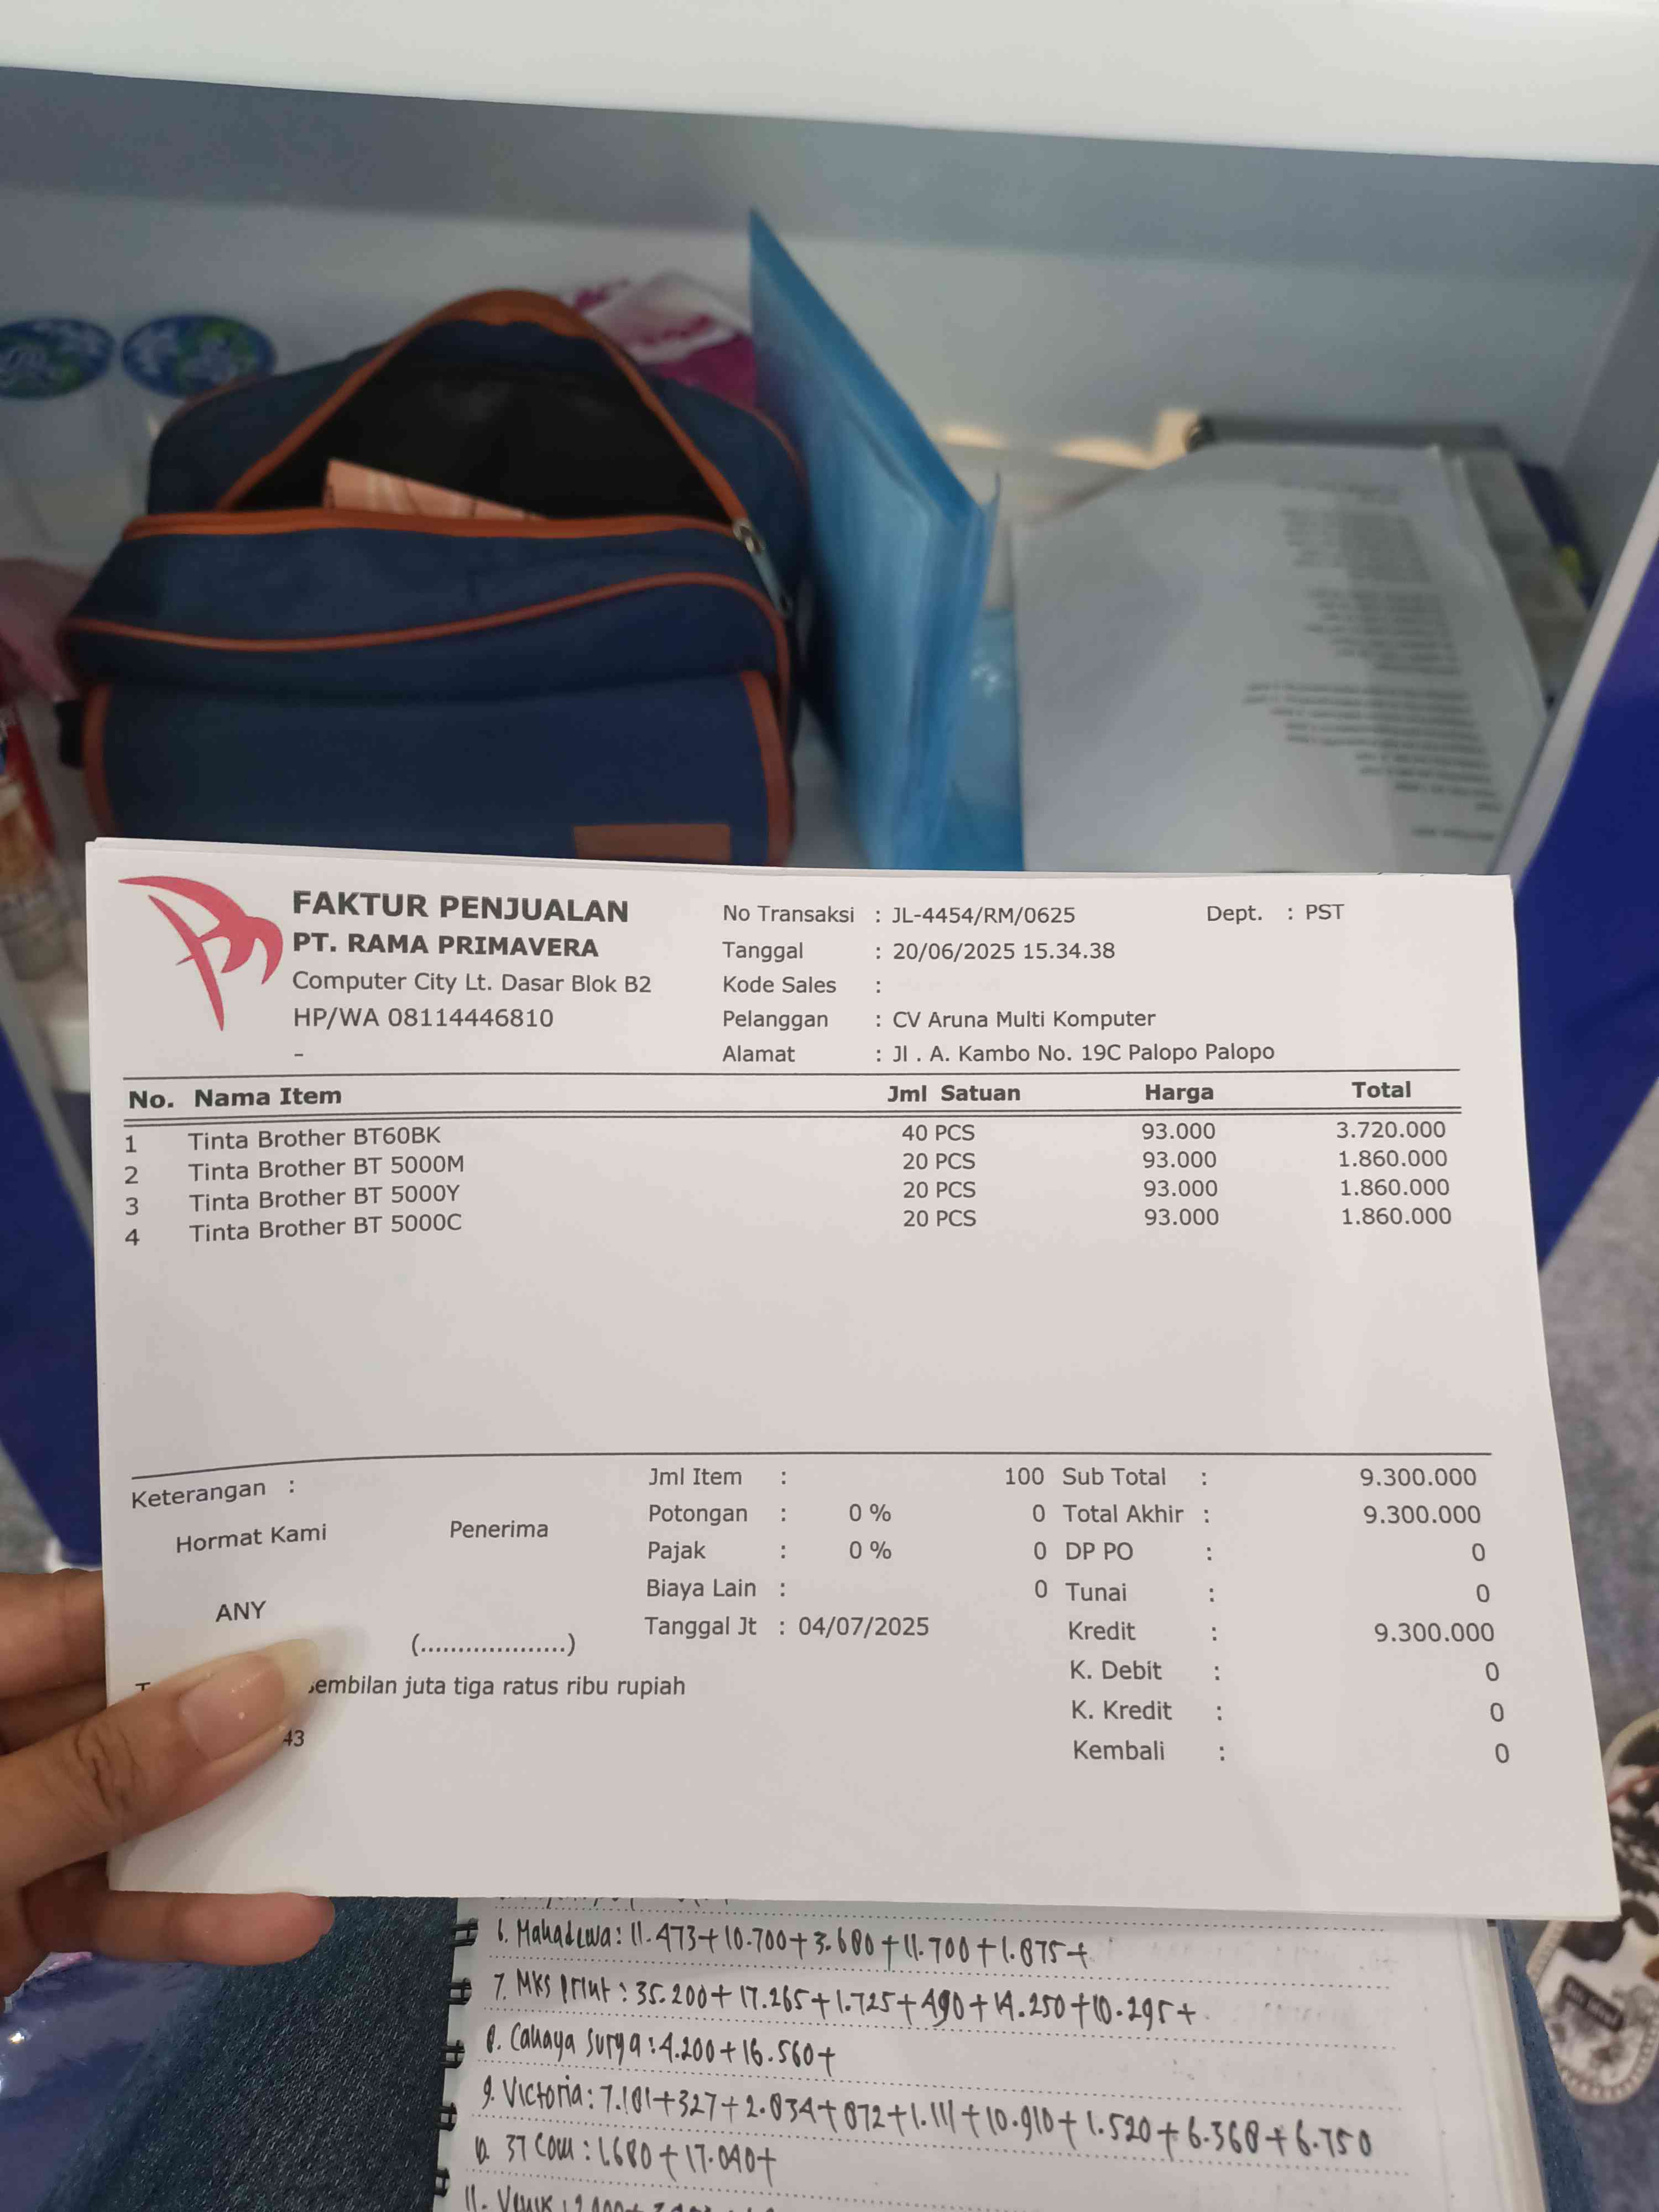 FAKTUR PENJUALAN
PT. RAMA PRIMAVERA
Computer City Lt. Dasar Blok B2
HP/WA 08114446810
-
No Transaksi : JL-4454/RM/0625 Dept. : PST
Tanggal : 20/06/2025 15.34.38
Kode Sales :
Pelanggan : CV Aruna Multi Komputer
Alamat : Jl . A. Kambo No. 19C Palopo Palopo
No. Nama Item Jml Satuan Harga Total
1 Tinta Brother BT60BK 40 PCS 93.000 3.720.000
2 Tinta Brother BT 5000M 20 PCS 93.000 1.860.000
3 Tinta Brother BT 5000Y 20 PCS 93.000 1.860.000
4 Tinta Brother BT 5000C 20 PCS 93.000 1.860.000
Keterangan :
Hormat Kami Penerima
ANY
(...................)
embilan juta tiga ratus ribu rupiah
43
Jml Item : 100 Sub Total : 9.300.000
Potongan : 0 % 0 Total Akhir : 9.300.000
Pajak : 0 % 0 DP PO : 0
Biaya Lain : 0 Tunai : 0
Tanggal Jt : 04/07/2025 Kredit : 9.300.000
K. Debit : 0
K. Kredit : 0
Kembali : 0
6. Mahadewa: 11.473+10.700+3.680+11.700+1.875+
7. Mks print : 35.200+17.265+1.725+490+14.250+10.295+
8. Cahaya surya: 4.200+16.560+
9. Victoria: 7.181+327+2.834+872+1.111+10.910+1.520+6.368+6.750
10. 37 Com : 1.680+17.040+
11. Venus :